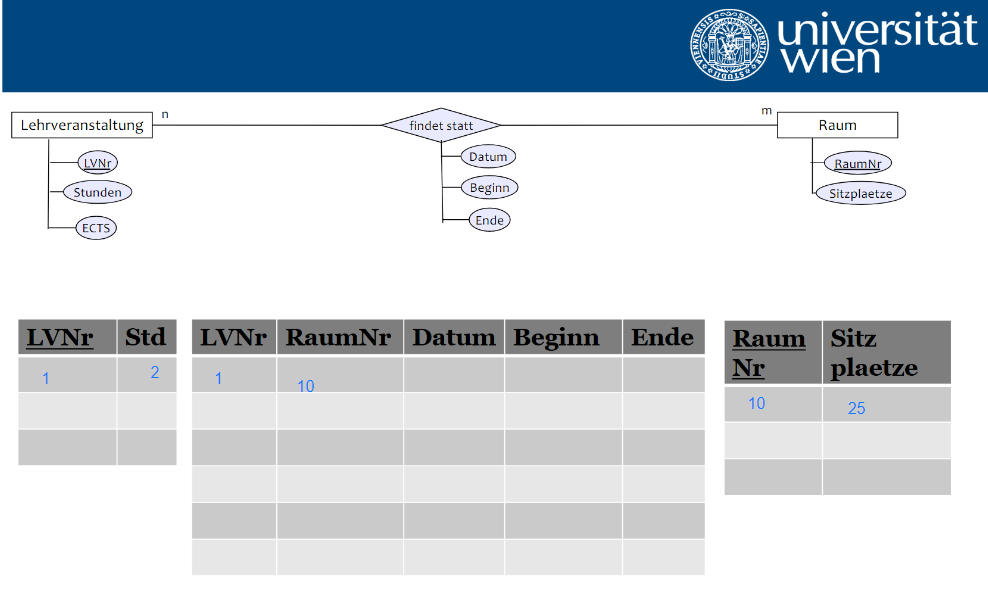 universität
wien
Lehrveranstaltung
n
findet statt
m
Raum
LVNr
Stunden
ECTS
Datum
Beginn
Ende
RaumNr
Sitzplaetze
LVNr Std
1 2
LVNr RaumNr Datum Beginn Ende
1 10
Raum Sitz
Nr plaetze
10 25